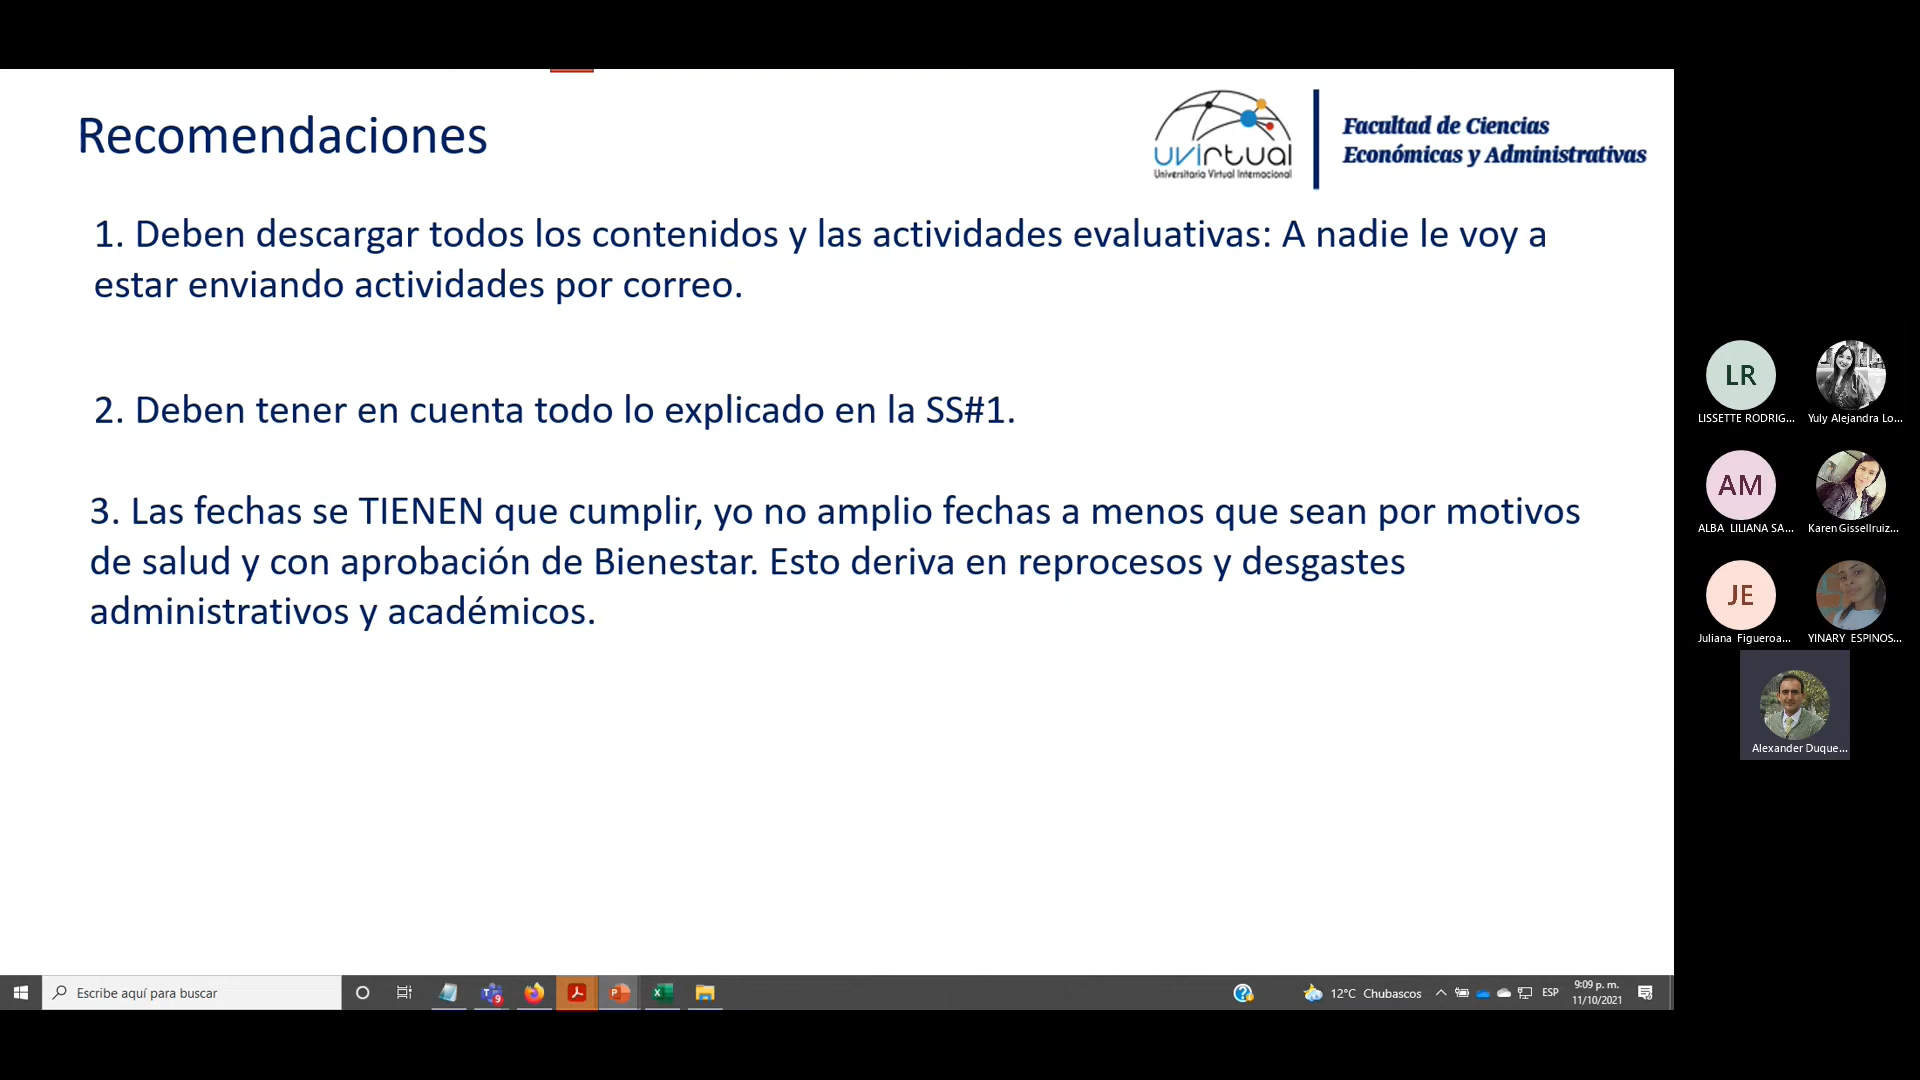 Recomendaciones
uvirtual
Universitaria Virtual Internacional
Facultad de Ciencias
Económicas y Administrativas
1. Deben descargar todos los contenidos y las actividades evaluativas: A nadie le voy a
estar enviando actividades por correo.
2. Deben tener en cuenta todo lo explicado en la SS#1.
3. Las fechas se TIENEN que cumplir, yo no amplio fechas a menos que sean por motivos
de salud y con aprobación de Bienestar. Esto deriva en reprocesos y desgastes
administrativos y académicos.
LR
LISSETTE RODRIG...
Yuly Alejandra Lo...
AM
ALBA LILIANA SA...
Karen Gissellruiz...
JE
Juliana Figueroa...
YINARY ESPINOS...
Alexander Duque...
Escribe aquí para buscar
9
12°C Chubascos
ESP
9:09 p. m.
11/10/2021